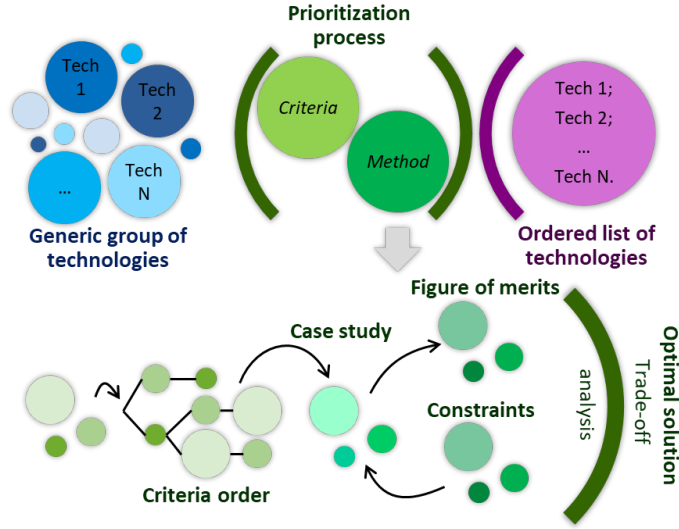 Prioritization
process
Tech
1
Tech
2
...
Tech
N
Generic group of
technologies
Criteria
Method
Tech 1;
Tech 2;
...
Tech N.
Ordered list of
technologies
Figure of merits
Case study
Constraints
Criteria order
Optimal solution
Trade-off
analysis